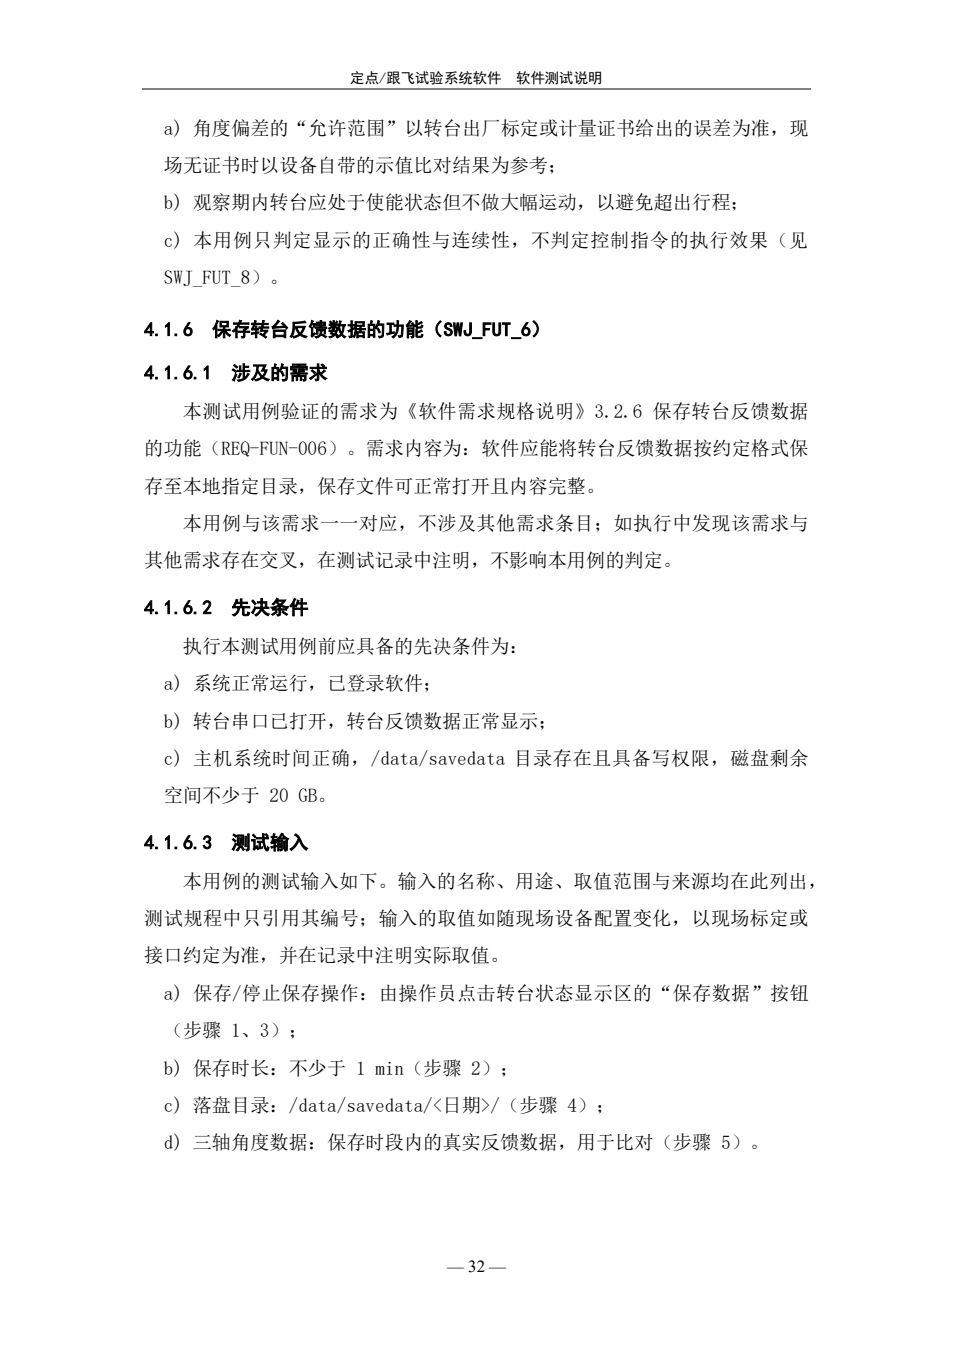 定点/跟飞试验系统软件　软件测试说明
a）角度偏差的“允许范围”以转台出厂标定或计量证书给出的误差为准，现
场无证书时以设备自带的示值比对结果为参考；
b）观察期内转台应处于使能状态但不做大幅运动，以避免超出行程；
c）本用例只判定显示的正确性与连续性，不判定控制指令的执行效果（见
SWJ_FUT_8）。
4.1.6　保存转台反馈数据的功能（SWJ_FUT_6）
4.1.6.1　涉及的需求
本测试用例验证的需求为《软件需求规格说明》3.2.6 保存转台反馈数据
的功能（REQ-FUN-006）。需求内容为：软件应能将转台反馈数据按约定格式保
存至本地指定目录，保存文件可正常打开且内容完整。
本用例与该需求一一对应，不涉及其他需求条目；如执行中发现该需求与
其他需求存在交叉，在测试记录中注明，不影响本用例的判定。
4.1.6.2　先决条件
执行本测试用例前应具备的先决条件为：
a）系统正常运行，已登录软件；
b）转台串口已打开，转台反馈数据正常显示；
c）主机系统时间正确，/data/savedata 目录存在且具备写权限，磁盘剩余
空间不少于 20 GB。
4.1.6.3　测试输入
本用例的测试输入如下。输入的名称、用途、取值范围与来源均在此列出，
测试规程中只引用其编号；输入的取值如随现场设备配置变化，以现场标定或
接口约定为准，并在记录中注明实际取值。
a）保存/停止保存操作：由操作员点击转台状态显示区的“保存数据”按钮
（步骤 1、3）；
b）保存时长：不少于 1 min（步骤 2）；
c）落盘目录：/data/savedata/<日期>/（步骤 4）；
d）三轴角度数据：保存时段内的真实反馈数据，用于比对（步骤 5）。
— 32 —